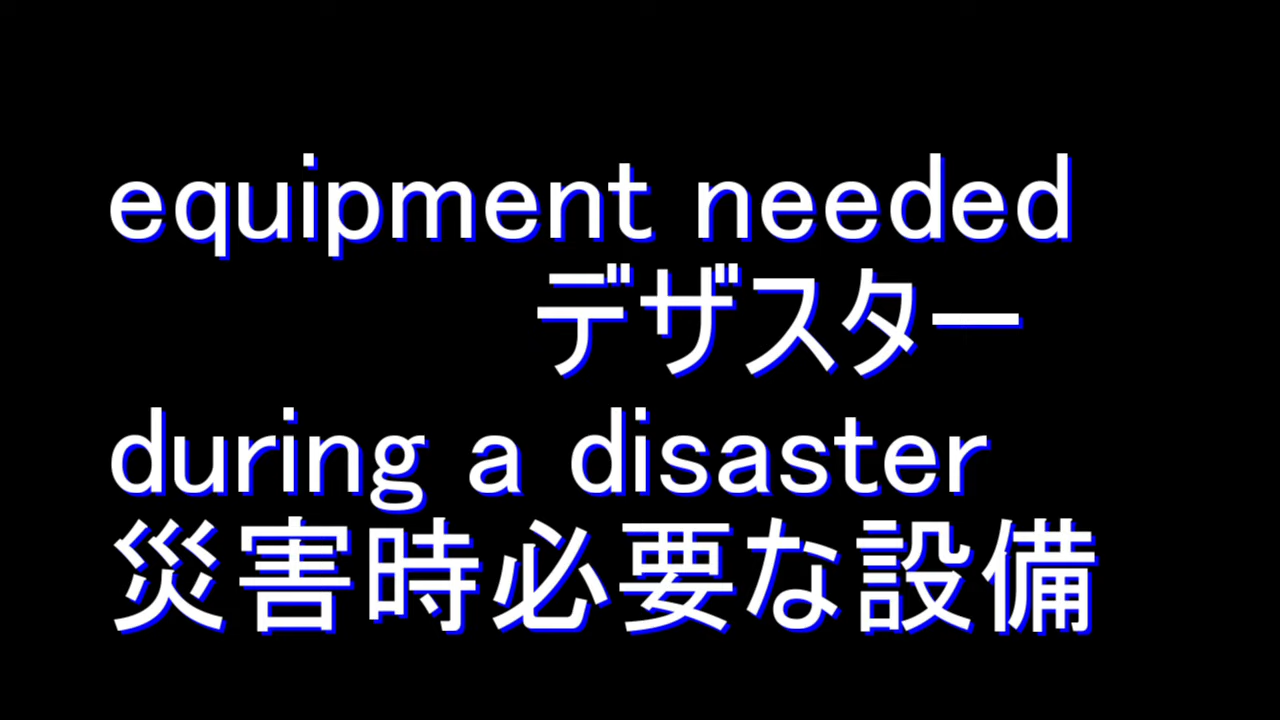 equipment needed
デザスター
during a disaster
災害時必要な設備